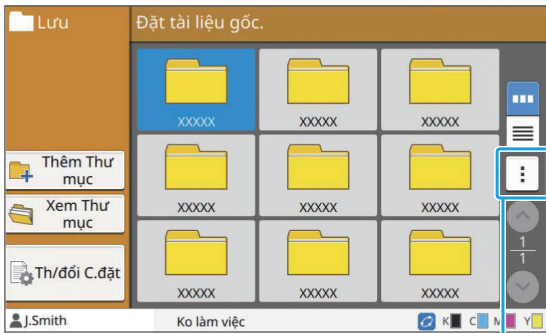 Lưu
Đặt tài liệu gốc.
XXXXX XXXXX XXXXX
Thêm Thư
mục
Xem Thư
mục
XXXXX XXXXX XXXXX
1
1
Th/đổi C.đặt
XXXXX XXXXX XXXXX
J.Smith
Ko làm việc
K C M Y